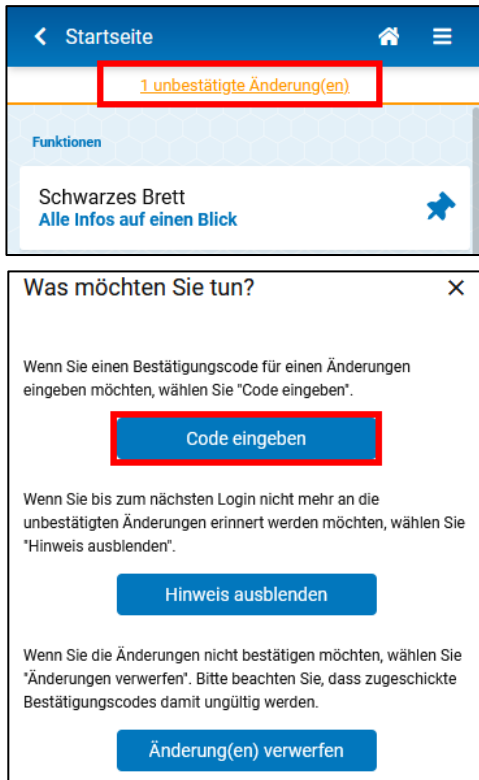 Startseite
1 unbestätigte Änderung(en)
Funktionen
Schwarzes Brett
Alle Infos auf einen Blick
Was möchten Sie tun?
Wenn Sie einen Bestätigungscode für einen Änderungen
eingeben möchten, wählen Sie "Code eingeben".
Code eingeben
Wenn Sie bis zum nächsten Login nicht mehr an die
unbestätigten Änderungen erinnert werden möchten, wählen Sie
"Hinweis ausblenden".
Hinweis ausblenden
Wenn Sie die Änderungen nicht bestätigen möchten, wählen Sie
"Änderungen verwerfen". Bitte beachten Sie, dass zugeschickte
Bestätigungscodes damit ungültig werden.
Änderung(en) verwerfen